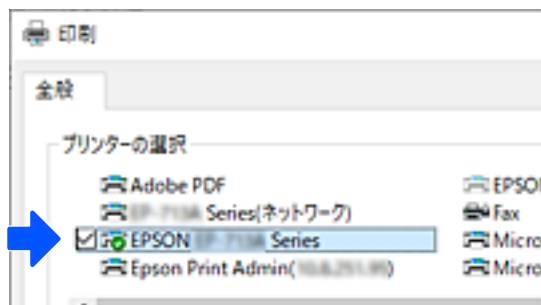 印刷
全般
プリンターの選択
Adobe PDF
EPSON
Series(ネットワーク)
Fax
EPSON Series
Micro
Epson Print Admin( )
Micro